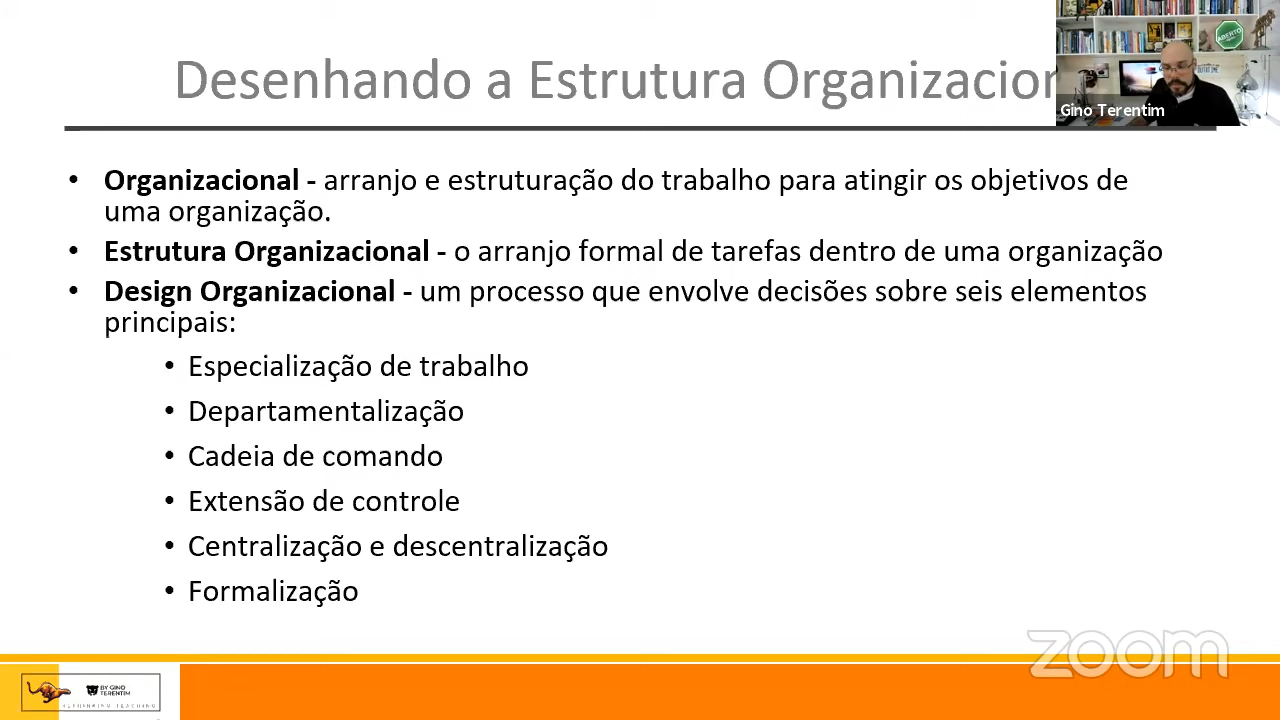 Desenhando a Estrutura Organizacion
ABERTO
Gino Terentim
• Organizacional - arranjo e estruturação do trabalho para atingir os objetivos de
uma organização.
• Estrutura Organizacional - o arranjo formal de tarefas dentro de uma organização
• Design Organizacional - um processo que envolve decisões sobre seis elementos
principais:
• Especialização de trabalho
• Departamentalização
• Cadeia de comando
• Extensão de controle
• Centralização e descentralização
• Formalização
zoom
BY GINO
TERENTIM